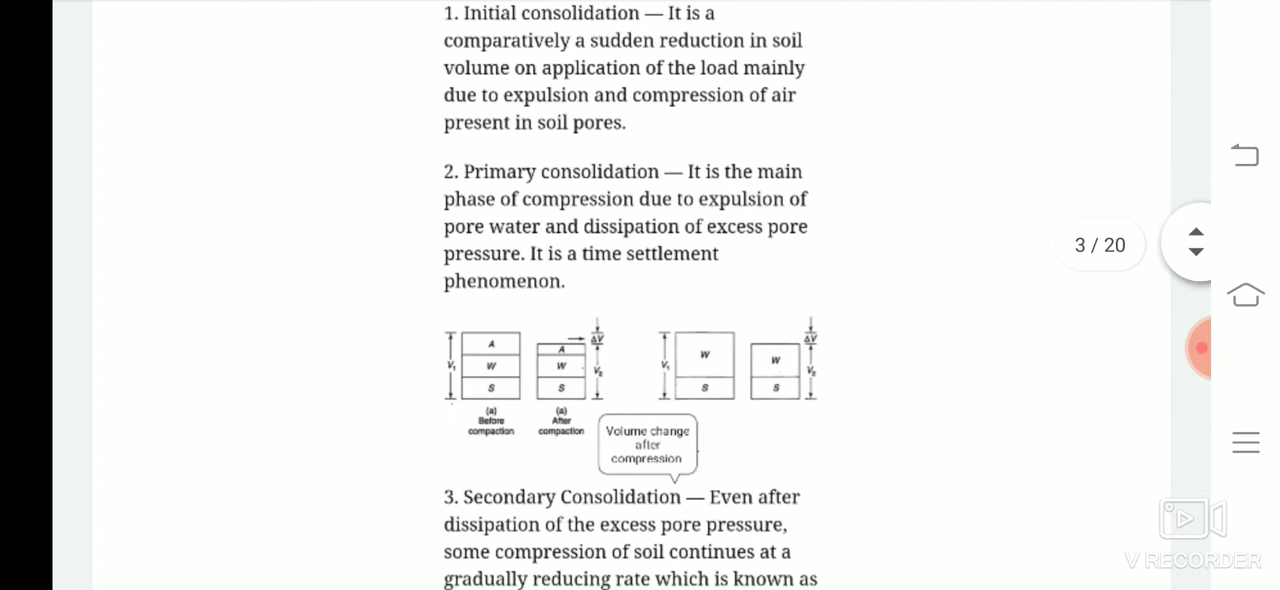 1. Initial consolidation — It is a
comparatively a sudden reduction in soil
volume on application of the load mainly
due to expulsion and compression of air
present in soil pores.
2. Primary consolidation — It is the main
phase of compression due to expulsion of
pore water and dissipation of excess pore
pressure. It is a time settlement
phenomenon.
3 / 20
A
W
S
V₁
(a)
Before
compaction
A
W
S
ΔV
V₂
(a)
After
compaction
W
S
V₁
W
S
ΔV
V₂
Volume change
after
compression
3. Secondary Consolidation — Even after
dissipation of the excess pore pressure,
some compression of soil continues at a
gradually reducing rate which is known as
V RECORDER